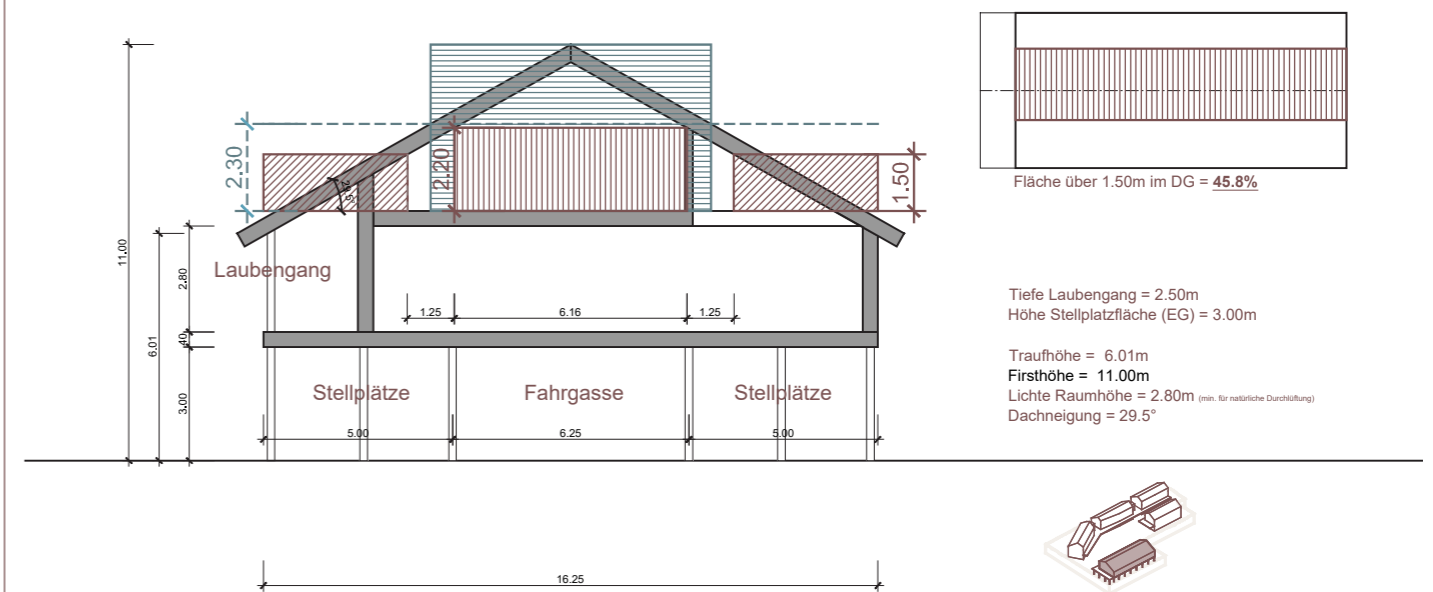 11.00
6.01
2.80
40
3.00
2.30
29.5°
2.20
1.50
Laubengang
1.25
6.16
1.25
Stellplätze
Fahrgasse
Stellplätze
5.00
6.25
5.00
16.25
Fläche über 1.50m im DG = 45.8%
Tiefe Laubengang = 2.50m
Höhe Stellplatzfläche (EG) = 3.00m
Traufhöhe = 6.01m
Firsthöhe = 11.00m
Lichte Raumhöhe = 2.80m (min. für natürliche Durchlüftung)
Dachneigung = 29.5°